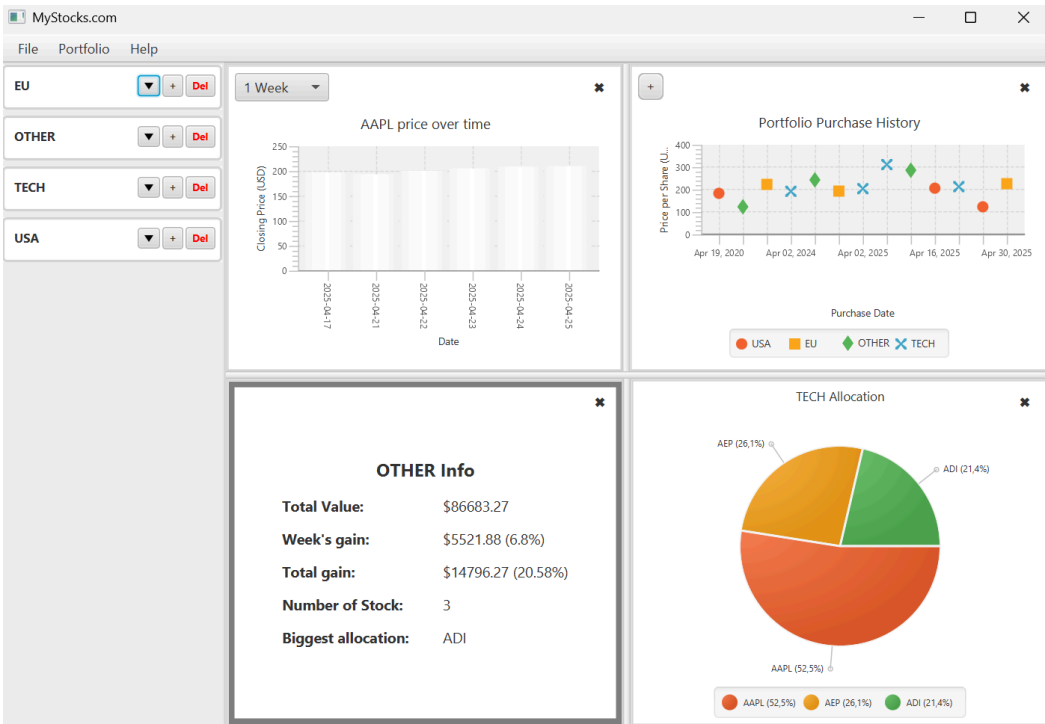 MyStocks.com
File Portfolio Help
EU ▼ + Del
OTHER ▼ + Del
TECH ▼ + Del
USA ▼ + Del
1 Week
AAPL price over time
Closing Price (USD)
250
200
150
100
50
0
2025-04-17
2025-04-21
2025-04-22
2025-04-23
2025-04-24
2025-04-25
Date
+
Portfolio Purchase History
Price per Share (U...
400
300
200
100
0
Apr 19, 2020 Apr 02, 2024 Apr 02, 2025 Apr 16, 2025 Apr 30, 2025
Purchase Date
USA EU OTHER TECH
OTHER Info
Total Value: $86683.27
Week's gain: $5521.88 (6.8%)
Total gain: $14796.27 (20.58%)
Number of Stock: 3
Biggest allocation: ADI
TECH Allocation
AEP (26,1%)
ADI (21,4%)
AAPL (52,5%)
AAPL (52,5%) AEP (26,1%) ADI (21,4%)